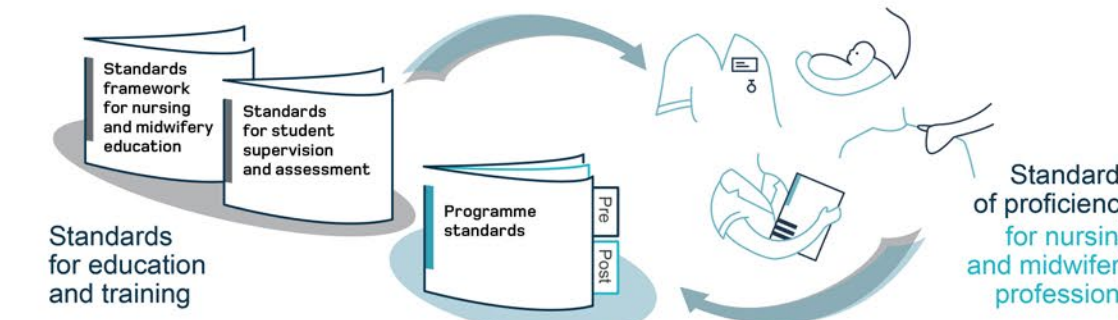 Standards
framework
for nursing
and midwifery
education
Standards
for student
supervision
and assessment
Programme
standards
Pre
Post
Standards
for education
and training
Standard
of proficienc
for nursin
and midwifer
profession